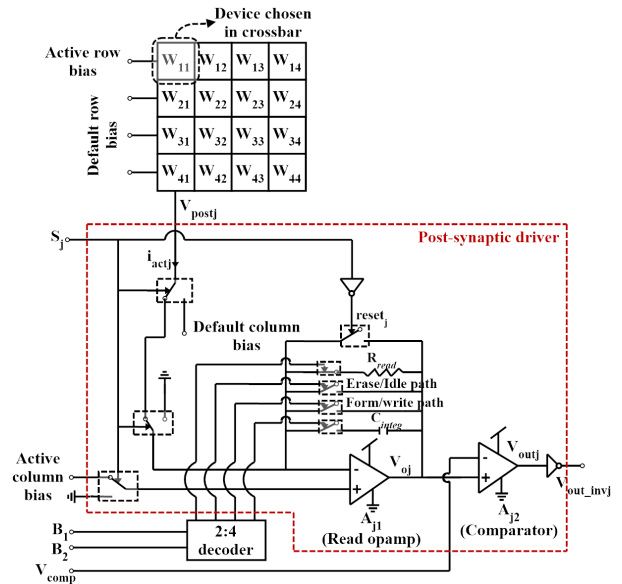 Device chosen
in crossbar
Active row
bias
W11 W12 W13 W14
W21 W22 W23 W24
W31 W32 W33 W34
W41 W42 W43 W44
Default row
bias
Vpostj
Sj
Post-synaptic driver
iactj
resetj
Default column
bias
Rread
Erase/Idle path
Form/write path
Cinteg
Active
column
bias
- +
Voj
- +
Voutj
Vout_invj
Aj1
(Read opamp)
Aj2
(Comparator)
B1
B2
2:4
decoder
Vcomp